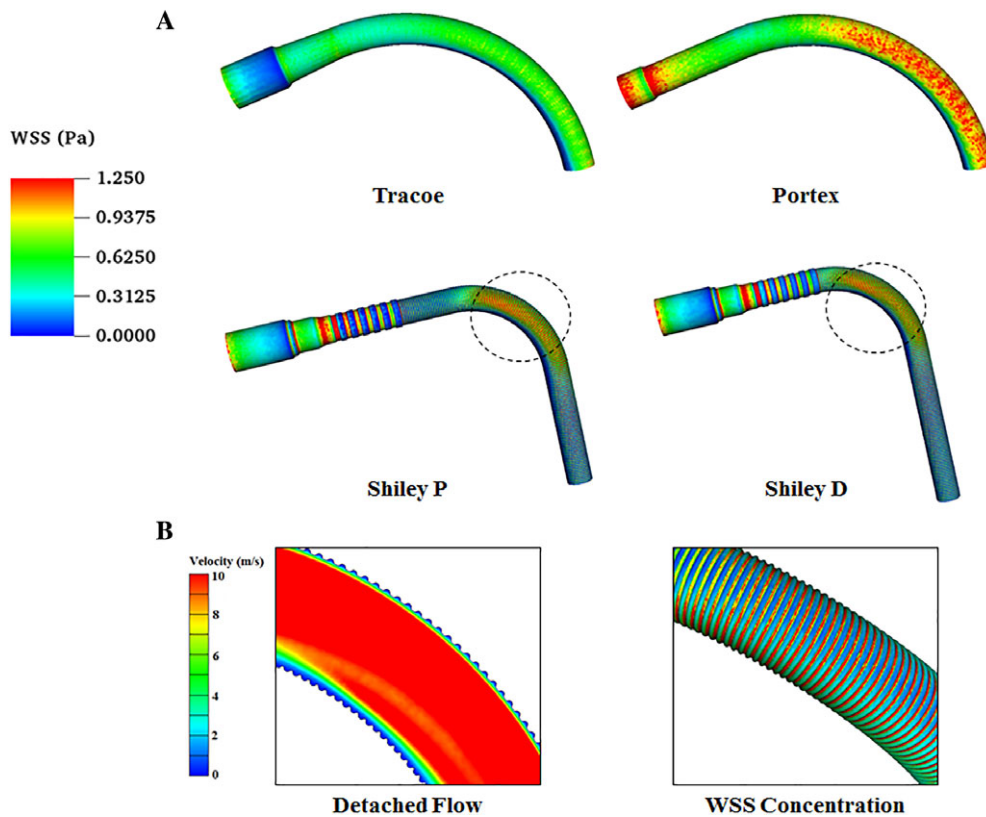 A
WSS (Pa)
1.250
0.9375
0.6250
0.3125
0.0000
Tracoe
Portex
Shiley P
Shiley D
B
Velocity (m/s)
10
8
6
4
2
0
Detached Flow
WSS Concentration